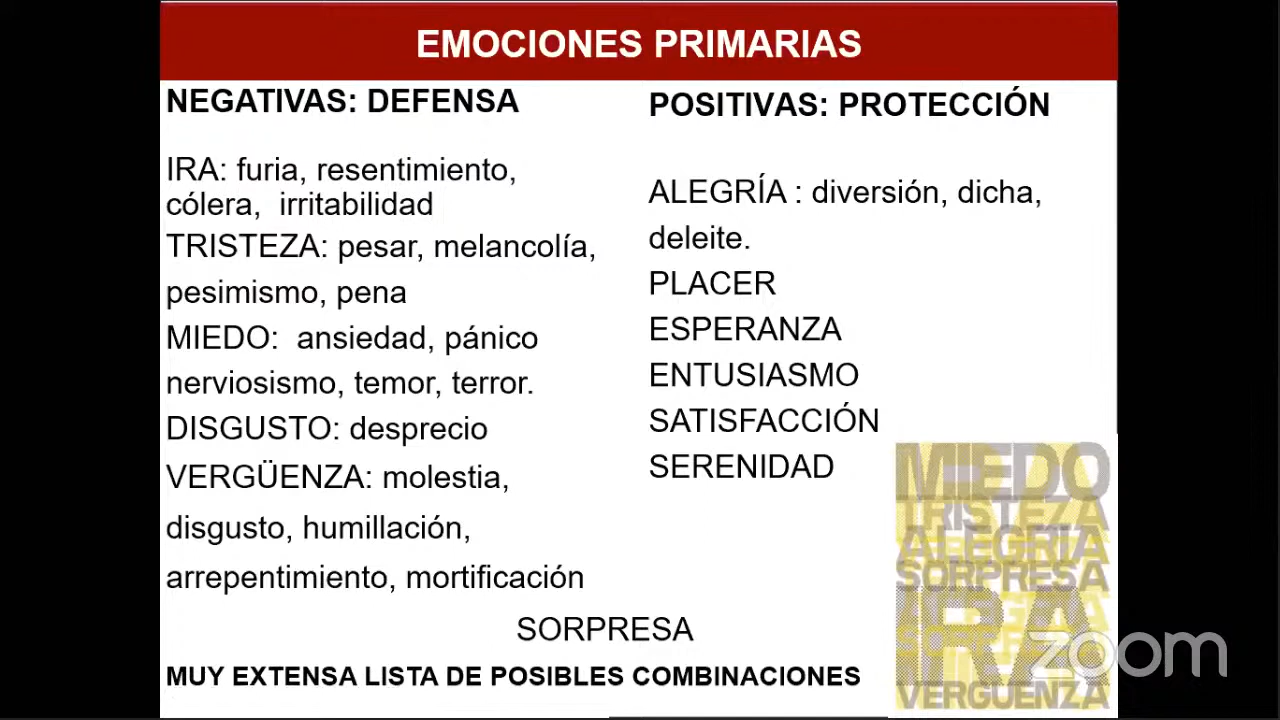 EMOCIONES PRIMARIAS
NEGATIVAS: DEFENSA
IRA: furia, resentimiento,
cólera, irritabilidad
TRISTEZA: pesar, melancolía,
pesimismo, pena
MIEDO: ansiedad, pánico
nerviosismo, temor, terror.
DISGUSTO: desprecio
VERGÜENZA: molestia,
disgusto, humillación,
arrepentimiento, mortificación
POSITIVAS: PROTECCIÓN
ALEGRÍA : diversión, dicha,
deleite.
PLACER
ESPERANZA
ENTUSIASMO
SATISFACCIÓN
SERENIDAD
SORPRESA
MUY EXTENSA LISTA DE POSIBLES COMBINACIONES
MIEDO
TRISTEZA
ALEGRIA
SORPRESA
IRA
VERGUENZA
zoom